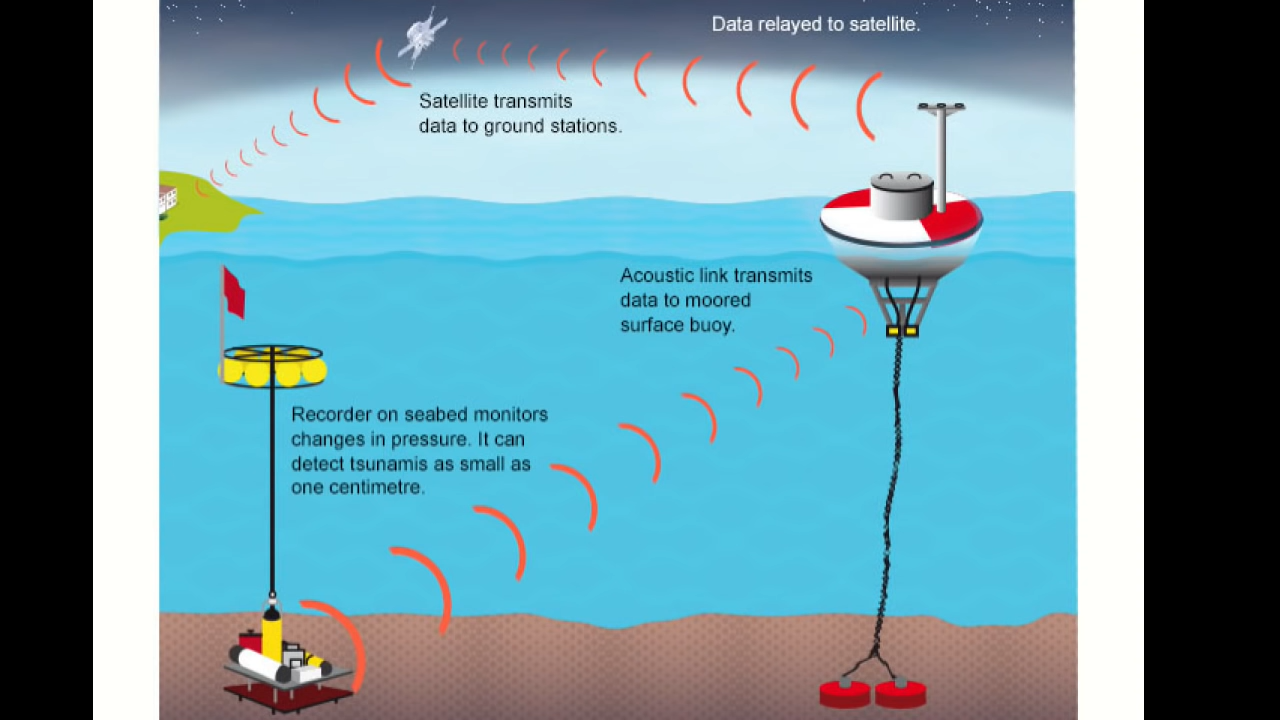 Data relayed to satellite.
Satellite transmits
data to ground stations.
Acoustic link transmits
data to moored
surface buoy.
Recorder on seabed monitors
changes in pressure. It can
detect tsunamis as small as
one centimetre.